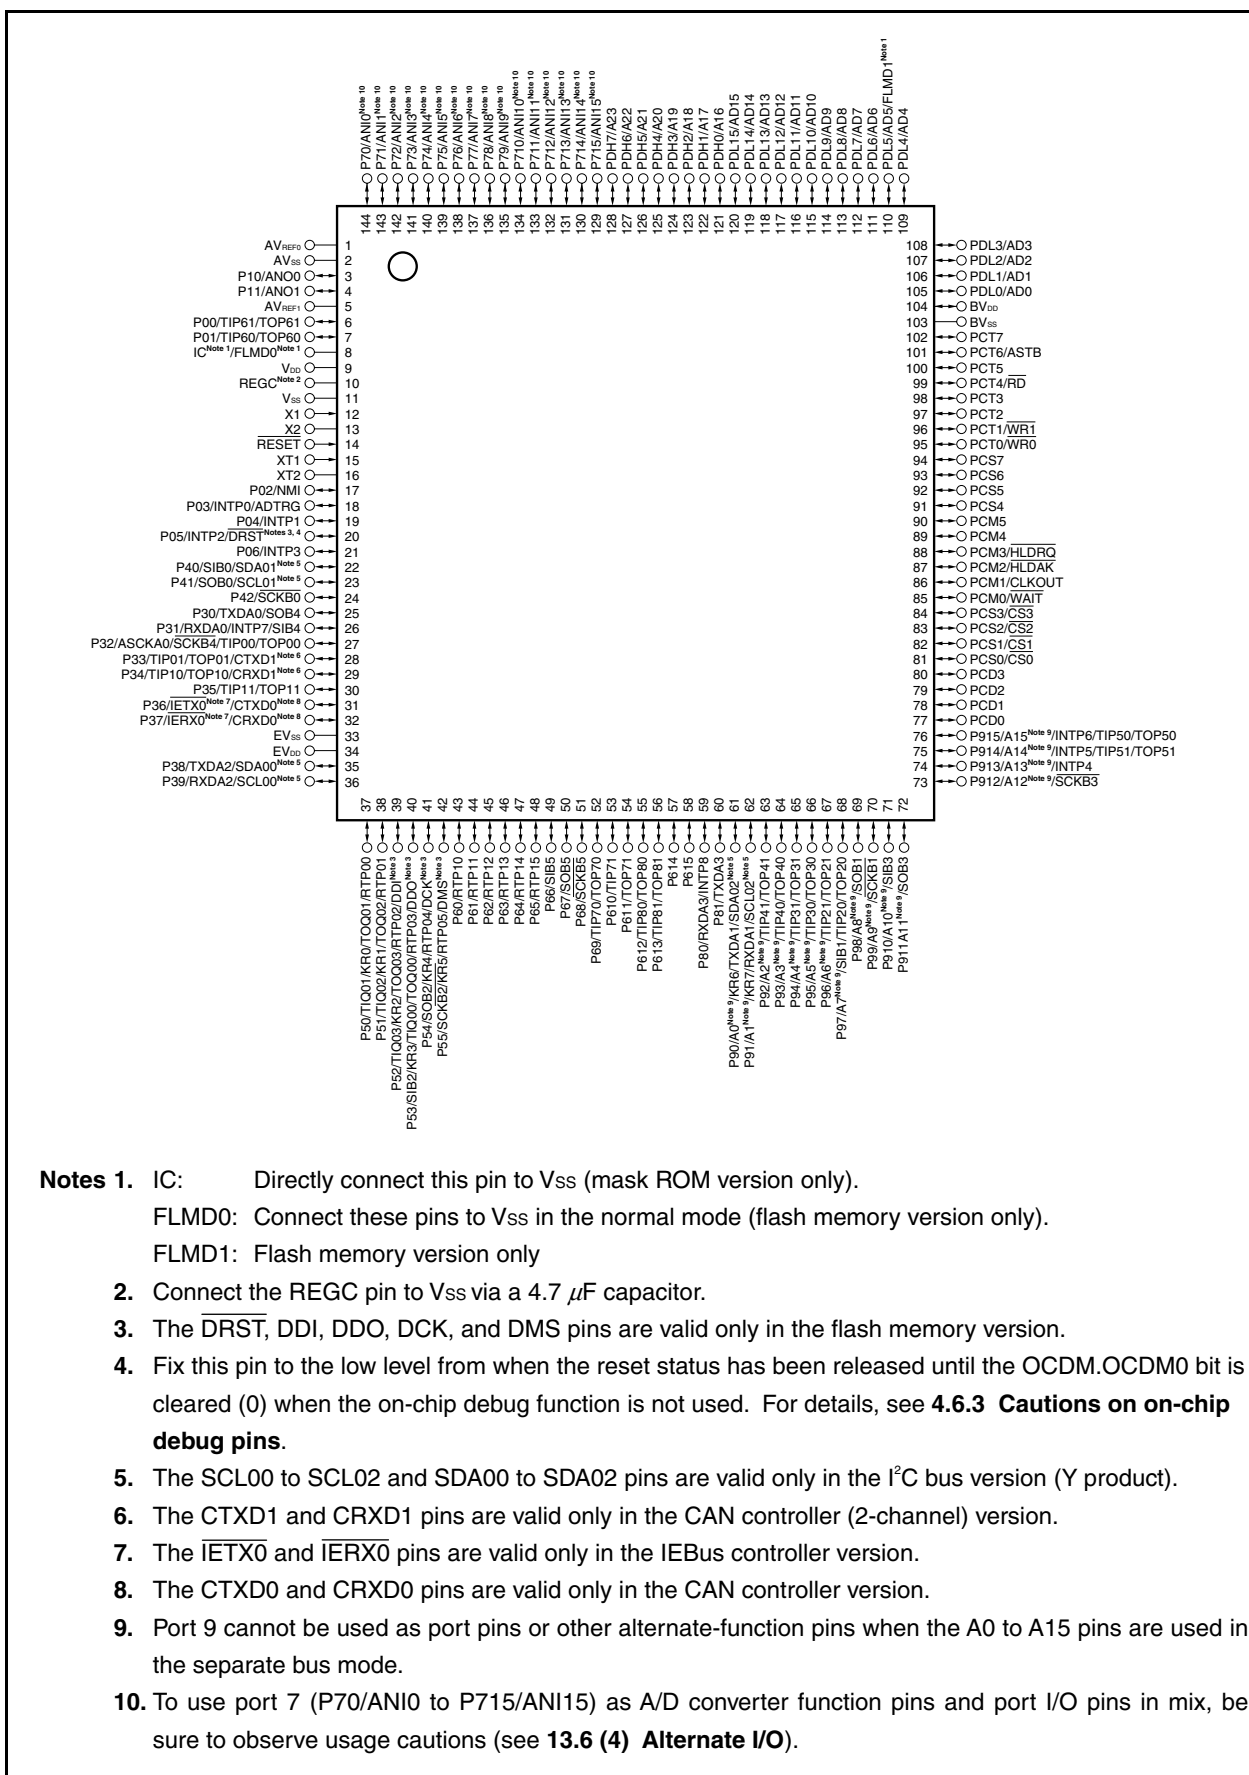 P70/ANI0Note 10
P71/ANI1Note 10
P72/ANI2Note 10
P73/ANI3Note 10
P74/ANI4Note 10
P75/ANI5Note 10
P76/ANI6Note 10
P77/ANI7Note 10
P78/ANI8Note 10
P79/ANI9Note 10
P710/ANI10Note 10
P711/ANI11Note 10
P712/ANI12Note 10
P713/ANI13Note 10
P714/ANI14Note 10
P715/ANI15Note 10
PDH7/A23
PDH6/A22
PDH5/A21
PDH4/A20
PDH3/A19
PDH2/A18
PDH1/A17
PDH0/A16
PDL15/AD15
PDL14/AD14
PDL13/AD13
PDL12/AD12
PDL11/AD11
PDL10/AD10
PDL9/AD9
PDL8/AD8
PDL7/AD7
PDL6/AD6
PDL5/AD5/FLMD1Note 1
PDL4/AD4
144 143 142 141 140 139 138 137 136 135 134 133 132 131 130 129 128 127 126 125 124 123 122 121 120 119 118 117 116 115 114 113 112 111 110 109
AVREF0 1
AVSS 2
P10/ANO0 3
P11/ANO1 4
AVREF1 5
P00/TIP61/TOP61 6
P01/TIP60/TOP60 7
ICNote 1/FLMD0Note 1 8
VDD 9
REGCNote 2 10
VSS 11
X1 12
X2 13
RESET 14
XT1 15
XT2 16
P02/NMI 17
P03/INTP0/ADTRG 18
P04/INTP1 19
P05/INTP2/DRSTNotes 3, 4 20
P06/INTP3 21
P40/SIB0/SDA01Note 5 22
P41/SOB0/SCL01Note 5 23
P42/SCKB0 24
P30/TXDA0/SOB4 25
P31/RXDA0/INTP7/SIB4 26
P32/ASCKA0/SCKB4/TIP00/TOP00 27
P33/TIP01/TOP01/CTXD1Note 6 28
P34/TIP10/TOP10/CRXD1Note 6 29
P35/TIP11/TOP11 30
P36/IETX0Note 7/CTXD0Note 8 31
P37/IERX0Note 7/CRXD0Note 8 32
EVSS 33
EVDD 34
P38/TXDA2/SDA00Note 5 35
P39/RXDA2/SCL00Note 5 36
108 PDL3/AD3
107 PDL2/AD2
106 PDL1/AD1
105 PDL0/AD0
104 BVDD
103 BVSS
102 PCT7
101 PCT6/ASTB
100 PCT5
99 PCT4/RD
98 PCT3
97 PCT2
96 PCT1/WR1
95 PCT0/WR0
94 PCS7
93 PCS6
92 PCS5
91 PCS4
90 PCM5
89 PCM4
88 PCM3/HLDRQ
87 PCM2/HLDAK
86 PCM1/CLKOUT
85 PCM0/WAIT
84 PCS3/CS3
83 PCS2/CS2
82 PCS1/CS1
81 PCS0/CS0
80 PCD3
79 PCD2
78 PCD1
77 PCD0
76 P915/A15Note 9/INTP6/TIP50/TOP50
75 P914/A14Note 9/INTP5/TIP51/TOP51
74 P913/A13Note 9/INTP4
73 P912/A12Note 9/SCKB3
37 38 39 40 41 42 43 44 45 46 47 48 49 50 51 52 53 54 55 56 57 58 59 60 61 62 63 64 65 66 67 68 69 70 71 72
P50/TIQ01/KR0/TOQ01/RTP00
P51/TIQ02/KR1/TOQ02/RTP01
P52/TIQ03/KR2/TOQ03/RTP02/DDINote 3
P53/SIB2/KR3/TIQ00/TOQ00/RTP03/DDONote 3
P54/SOB2/KR4/RTP04/DCKNote 3
P55/SCKB2/KR5/RTP05/DMSNote 3
P60/RTP10
P61/RTP11
P62/RTP12
P63/RTP13
P64/RTP14
P65/RTP15
P66/SIB5
P67/SOB5
P68/SCKB5
P69/TIP70/TOP70
P610/TIP71
P611/TOP71
P612/TIP80/TOP80
P613/TIP81/TOP81
P614
P615
P80/RXDA3/INTP8
P81/TXDA3
P90/A0Note 9/KR6/TXDA1/SDA02Note 5
P91/A1Note 9/KR7/RXDA1/SCL02Note 5
P92/A2Note 9/TIP41/TOP41
P93/A3Note 9/TIP40/TOP40
P94/A4Note 9/TIP31/TOP31
P95/A5Note 9/TIP30/TOP30
P96/A6Note 9/TIP21/TOP21
P97/A7Note 9/SIB1/TIP20/TOP20
P98/A8Note 9/SOB1
P99/A9Note 9/SCKB1
P910/A10Note 9/SIB3
P911A11Note 9/SOB3
Notes 1. IC: Directly connect this pin to VSS (mask ROM version only).
FLMD0: Connect these pins to VSS in the normal mode (flash memory version only).
FLMD1: Flash memory version only
2. Connect the REGC pin to VSS via a 4.7 μF capacitor.
3. The DRST, DDI, DDO, DCK, and DMS pins are valid only in the flash memory version.
4. Fix this pin to the low level from when the reset status has been released until the OCDM.OCDM0 bit is
cleared (0) when the on-chip debug function is not used. For details, see 4.6.3 Cautions on on-chip
debug pins.
5. The SCL00 to SCL02 and SDA00 to SDA02 pins are valid only in the I²C bus version (Y product).
6. The CTXD1 and CRXD1 pins are valid only in the CAN controller (2-channel) version.
7. The IETX0 and IERX0 pins are valid only in the IEBus controller version.
8. The CTXD0 and CRXD0 pins are valid only in the CAN controller version.
9. Port 9 cannot be used as port pins or other alternate-function pins when the A0 to A15 pins are used in
the separate bus mode.
10. To use port 7 (P70/ANI0 to P715/ANI15) as A/D converter function pins and port I/O pins in mix, be
sure to observe usage cautions (see 13.6 (4) Alternate I/O).